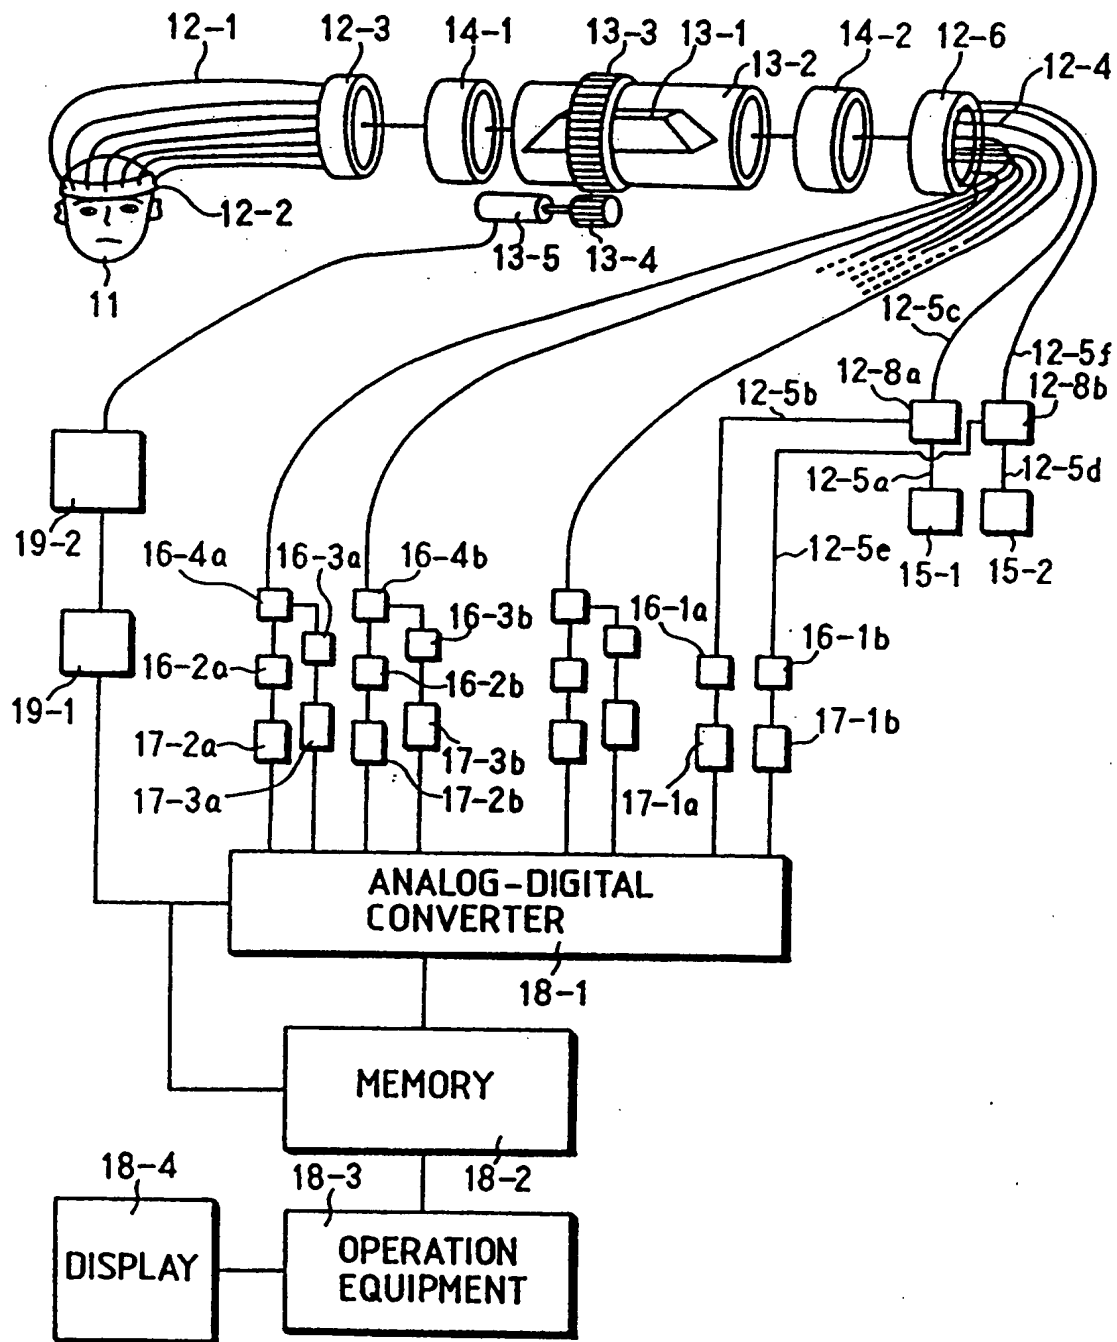 12-1
12-3
14-1
13-3
13-1
13-2
14-2
12-6
12-4
12-2
11
13-5
13-4
12-5c
12-5f
12-8a
12-8b
12-5b
12-5a
12-5d
19-2
12-5e
15-1
15-2
16-4a
16-3a
16-4b
16-3b
16-1a
16-1b
16-2a
16-2b
19-1
17-2a
17-3b
17-1b
17-3a
17-2b
17-1a
ANALOG-DIGITAL
CONVERTER
18-1
MEMORY
18-2
18-4
18-3
DISPLAY
OPERATION
EQUIPMENT